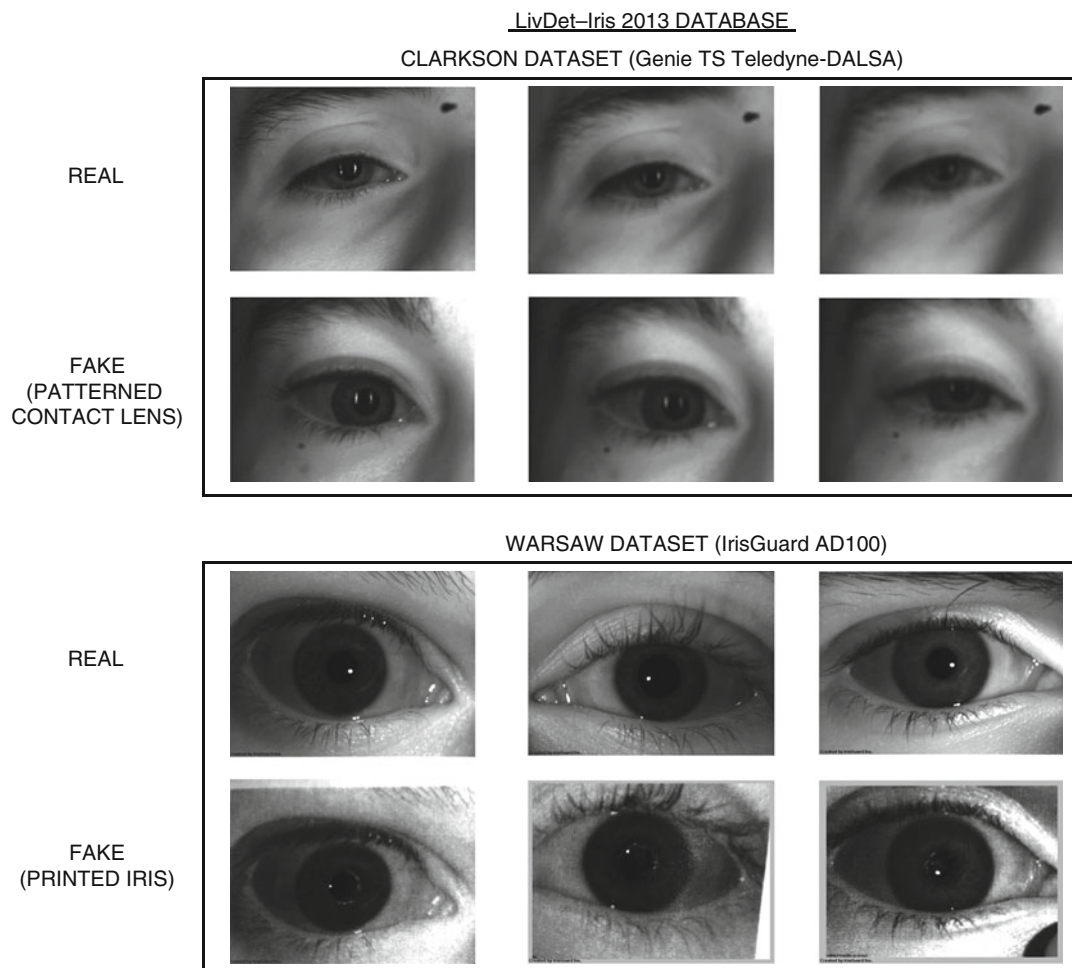 LivDet–Iris 2013 DATABASE
CLARKSON DATASET (Genie TS Teledyne-DALSA)
REAL
FAKE
(PATTERNED
CONTACT LENS)
WARSAW DATASET (IrisGuard AD100)
REAL
FAKE
(PRINTED IRIS)